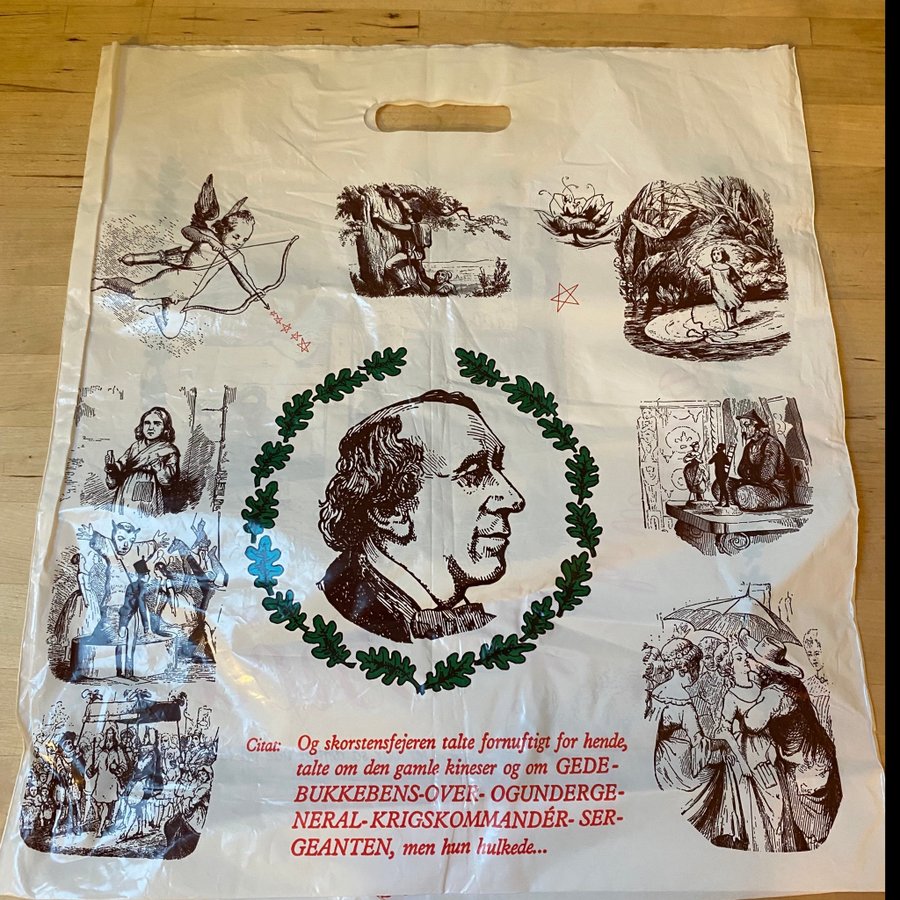 Citat: Og skorstensfejeren talte fornuftigt for hende,
talte om den gamle kineser og om GEDE-
BUKKEBENS-OVER- OGUNDERGE-
NERAL-KRIGSKOMMANDÉR- SER-
GEANTEN, men hun hulkede...